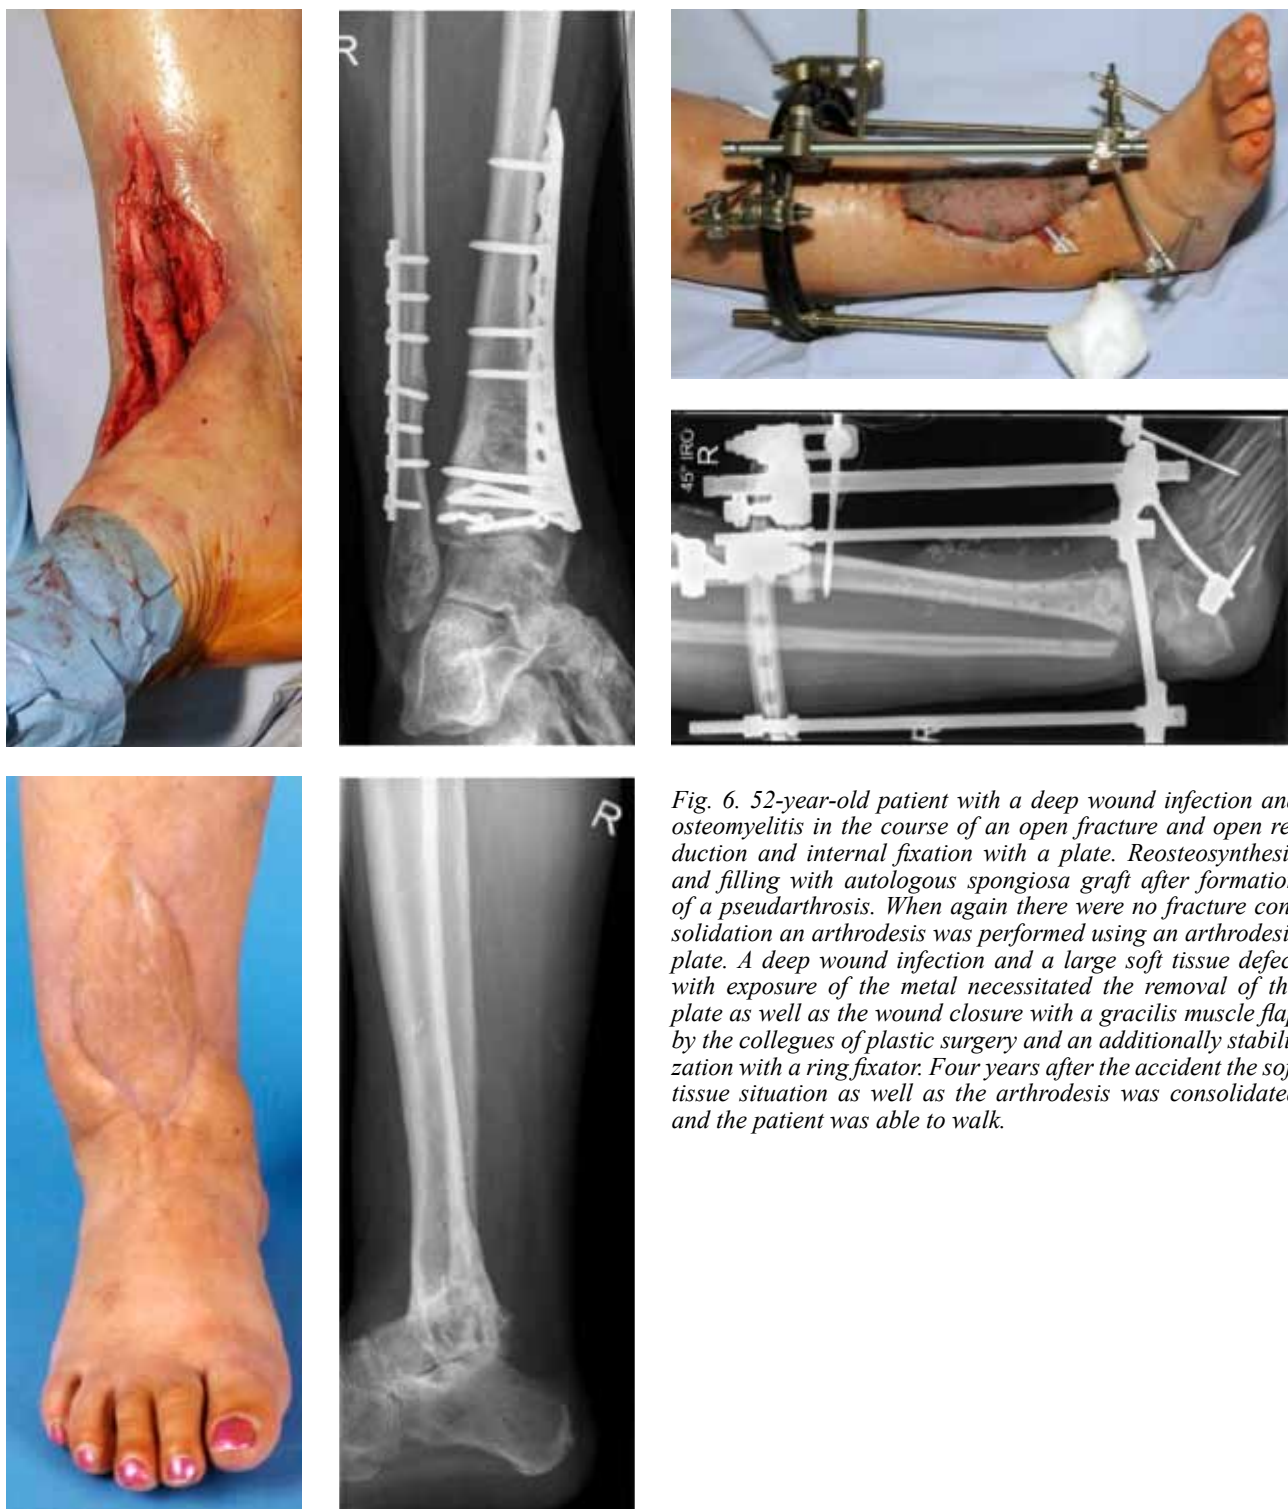 R
45° IRO
R
R
R
Fig. 6. 52-year-old patient with a deep wound infection and
osteomyelitis in the course of an open fracture and open re
duction and internal fixation with a plate. Reosteosynthesi
and filling with autologous spongiosa graft after formation
of a pseudarthrosis. When again there were no fracture con
solidation an arthrodesis was performed using an arthrodesi
plate. A deep wound infection and a large soft tissue defec
with exposure of the metal necessitated the removal of th
plate as well as the wound closure with a gracilis muscle fla
by the collegues of plastic surgery and an additionally stabili
zation with a ring fixator. Four years after the accident the sof
tissue situation as well as the arthrodesis was consolidated
and the patient was able to walk.